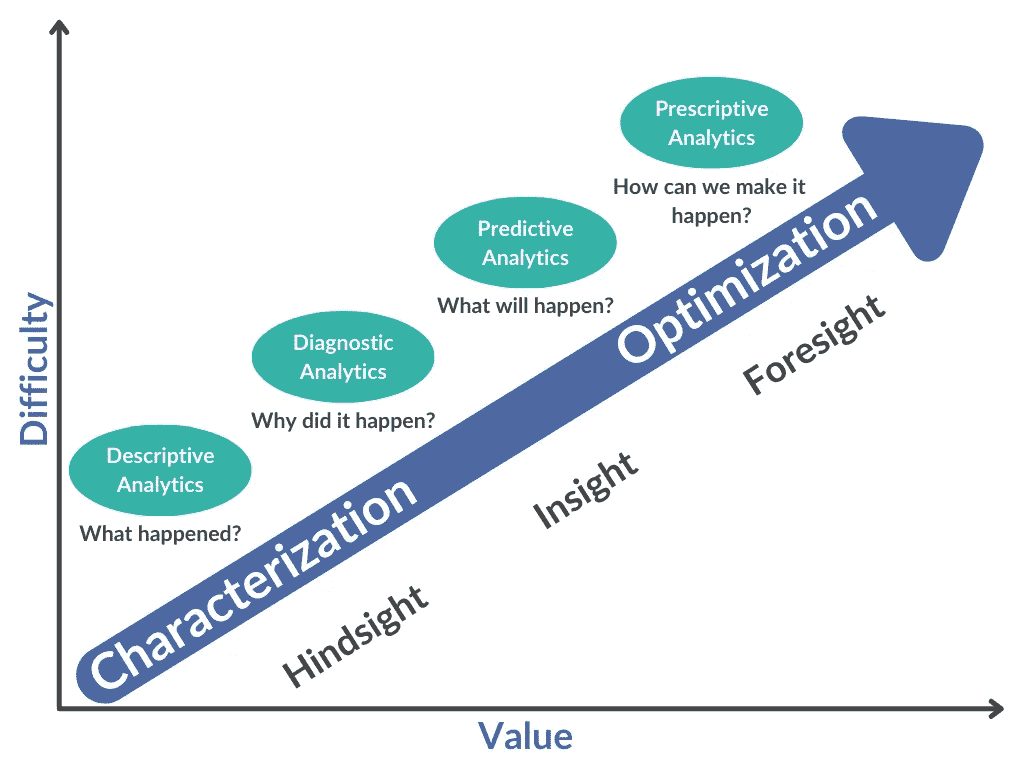 Prescriptive
Analytics
How can we make it
happen?
Predictive
Analytics
What will happen?
Diagnostic
Analytics
Why did it happen?
Descriptive
Analytics
What happened?
Characterization
Optimization
Hindsight
Insight
Foresight
Difficulty
Value